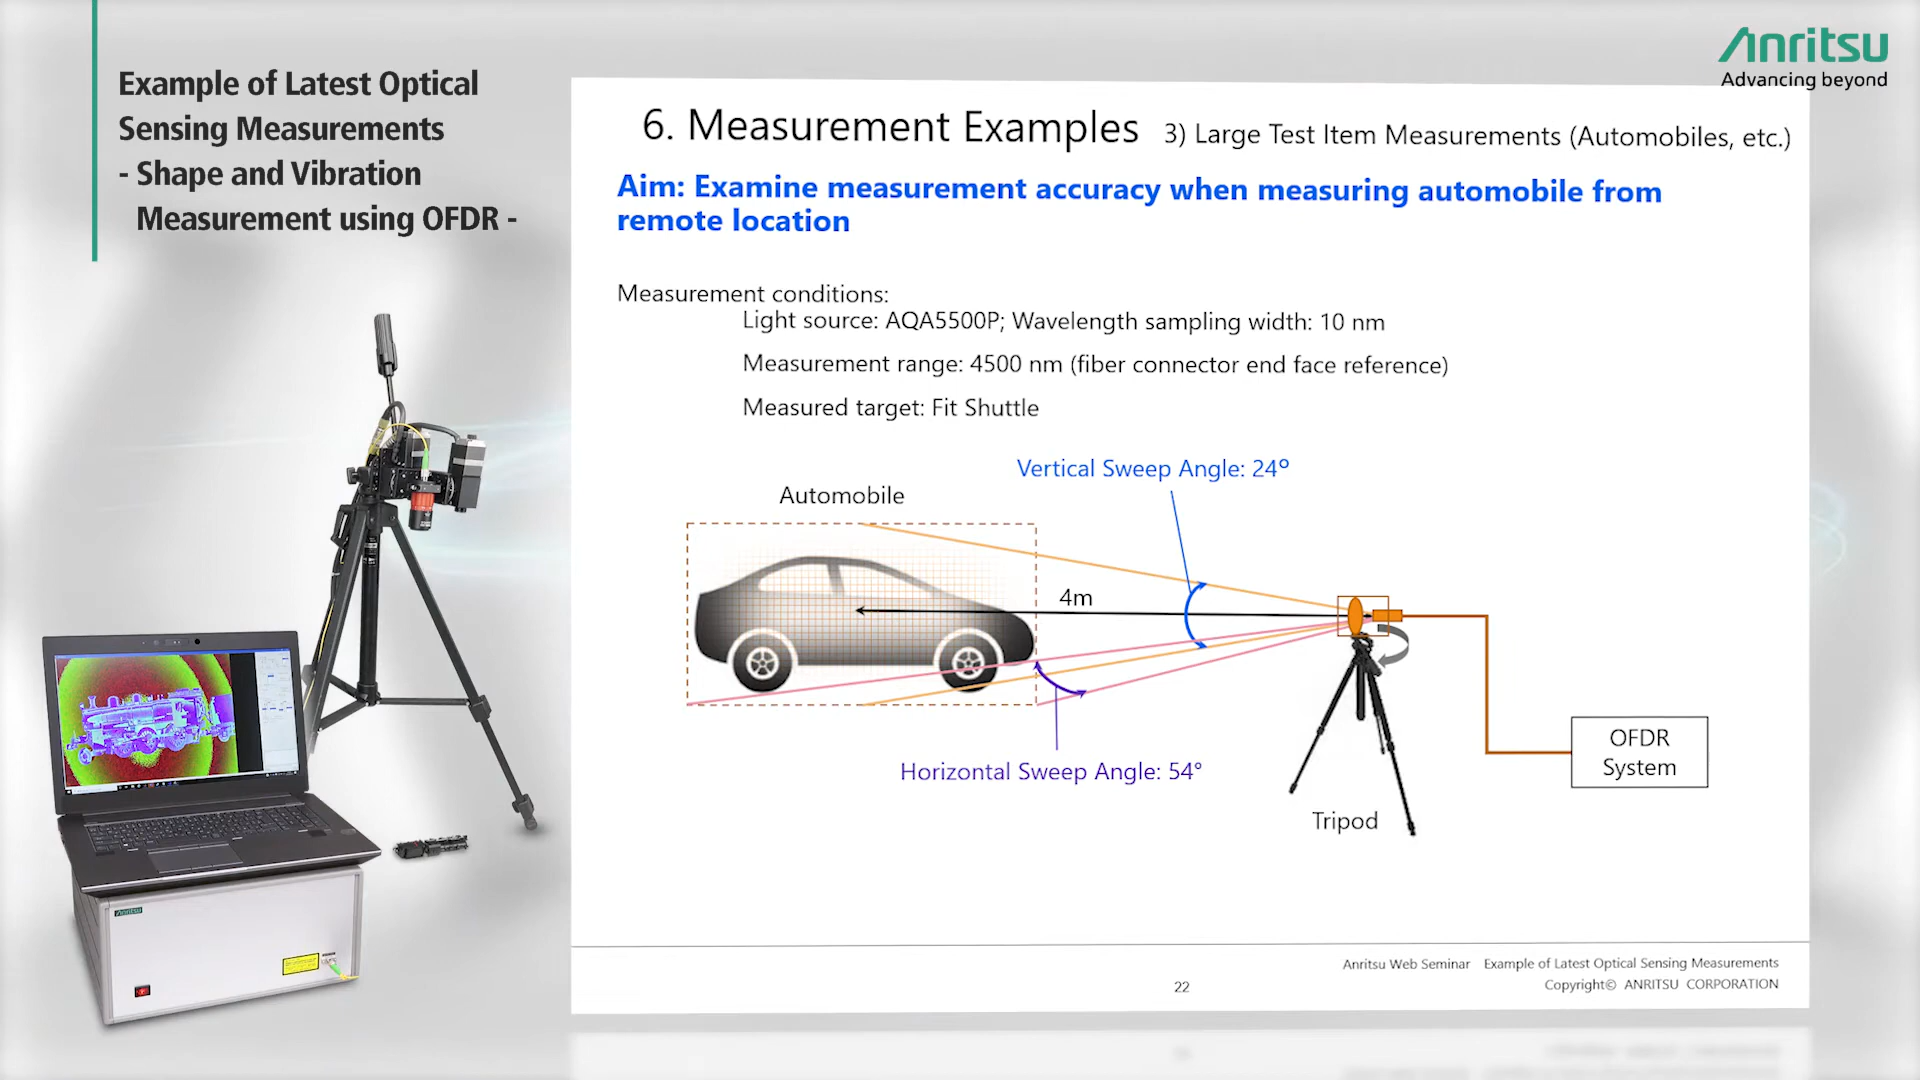 Example of Latest Optical
Sensing Measurements
- Shape and Vibration
Measurement using OFDR -
Anritsu
Advancing beyond
6. Measurement Examples 3) Large Test Item Measurements (Automobiles, etc.)
Aim: Examine measurement accuracy when measuring automobile from
remote location
Measurement conditions:
Light source: AQA5500P; Wavelength sampling width: 10 nm
Measurement range: 4500 nm (fiber connector end face reference)
Measured target: Fit Shuttle
Vertical Sweep Angle: 24°
Automobile
4m
Horizontal Sweep Angle: 54°
OFDR
System
Tripod
Anritsu
Anritsu Web Seminar Example of Latest Optical Sensing Measurements
22
Copyright© ANRITSU CORPORATION